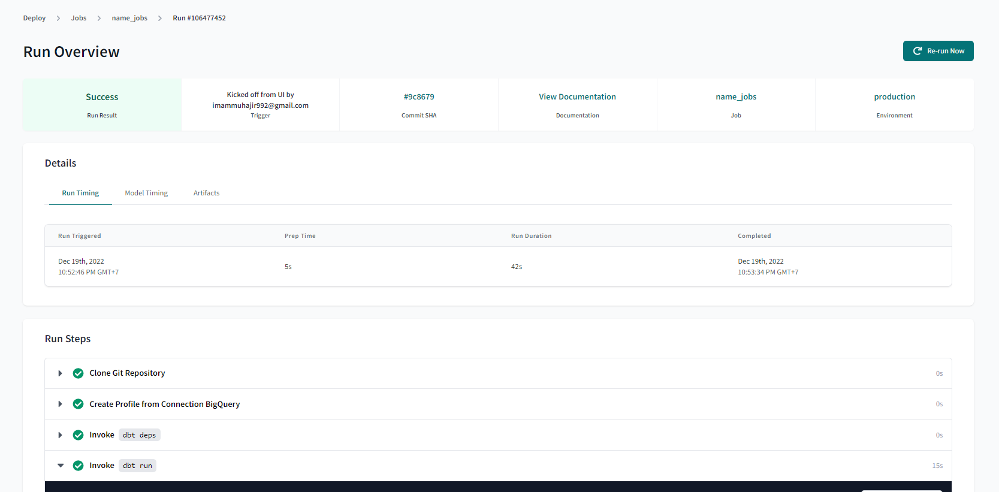 Deploy > Jobs > name_jobs > Run #106477452
Run Overview
Re-run Now
Success
Run Result
Kicked off from UI by
imammuhajir992@gmail.com
Trigger
#9c8679
Commit SHA
View Documentation
Documentation
name_jobs
Job
production
Environment
Details
Run Timing Model Timing Artifacts
Run Triggered Prep Time Run Duration Completed
Dec 19th, 2022
10:52:46 PM GMT+7
5s
42s
Dec 19th, 2022
10:53:34 PM GMT+7
Run Steps
Clone Git Repository 0s
Create Profile from Connection BigQuery 0s
Invoke dbt deps 0s
Invoke dbt run 15s